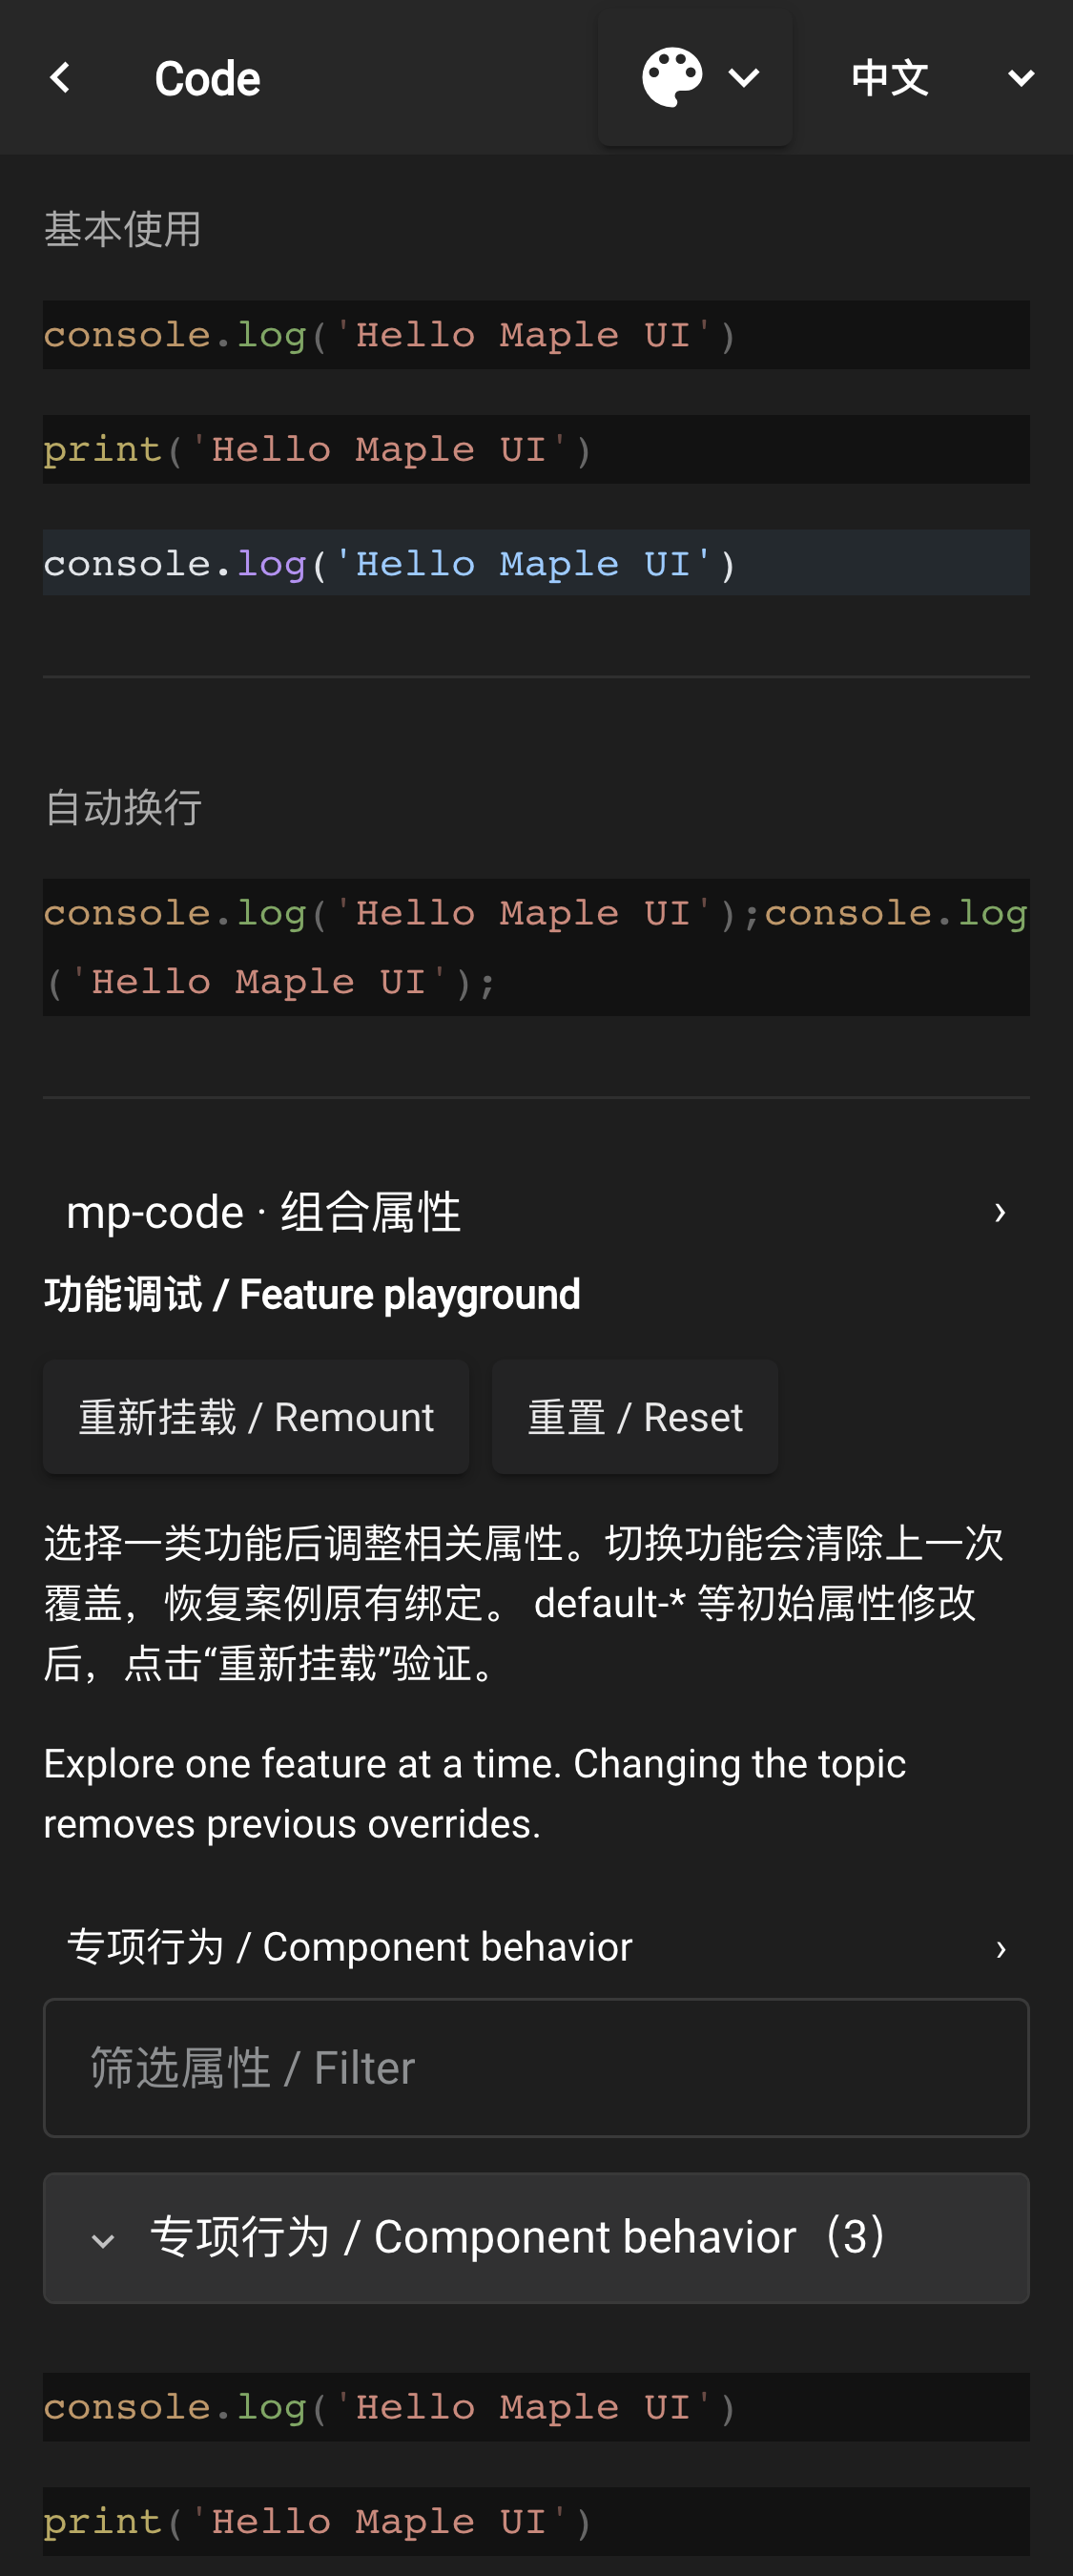 Code
中文
基本使用
console.log('Hello Maple UI')
print('Hello Maple UI')
console.log('Hello Maple UI')
自动换行
console.log('Hello Maple UI');console.log
('Hello Maple UI');
mp-code · 组合属性
功能调试 / Feature playground
重新挂载 / Remount
重置 / Reset
选择一类功能后调整相关属性。切换功能会清除上一次
覆盖，恢复案例原有绑定。 default-* 等初始属性修改
后，点击“重新挂载”验证。
Explore one feature at a time. Changing the topic
removes previous overrides.
专项行为 / Component behavior
筛选属性 / Filter
专项行为 / Component behavior（3）
console.log('Hello Maple UI')
print('Hello Maple UI')